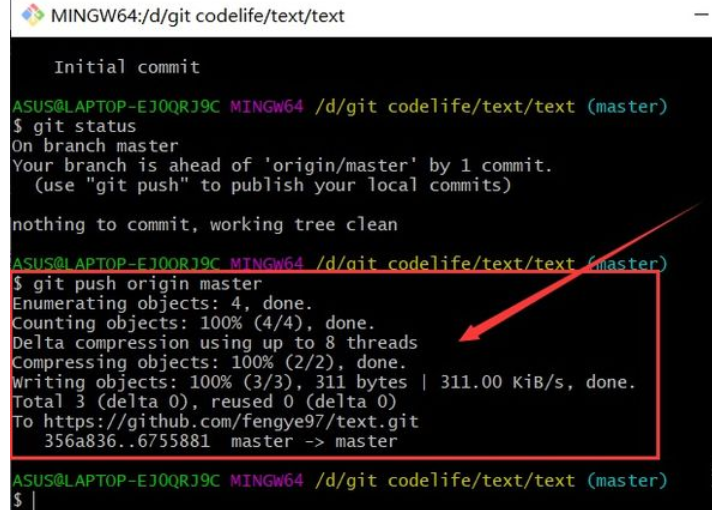 MINGW64:/d/git codelife/text/text
Initial commit
ASUS@LAPTOP-EJOQRJ9C MINGW64 /d/git codelife/text/text (master)
$ git status
On branch master
Your branch is ahead of 'origin/master' by 1 commit.
(use "git push" to publish your local commits)
nothing to commit, working tree clean
ASUS@LAPTOP-EJOQRJ9C MINGW64 /d/git codelife/text/text (master)
$ git push origin master
Enumerating objects: 4, done.
Counting objects: 100% (4/4), done.
Delta compression using up to 8 threads
Compressing objects: 100% (2/2), done.
Writing objects: 100% (3/3), 311 bytes | 311.00 KiB/s, done.
Total 3 (delta 0), reused 0 (delta 0)
To https://github.com/fengye97/text.git
356a836..6755881 master -> master
ASUS@LAPTOP-EJOQRJ9C MINGW64 /d/git codelife/text/text (master)
$